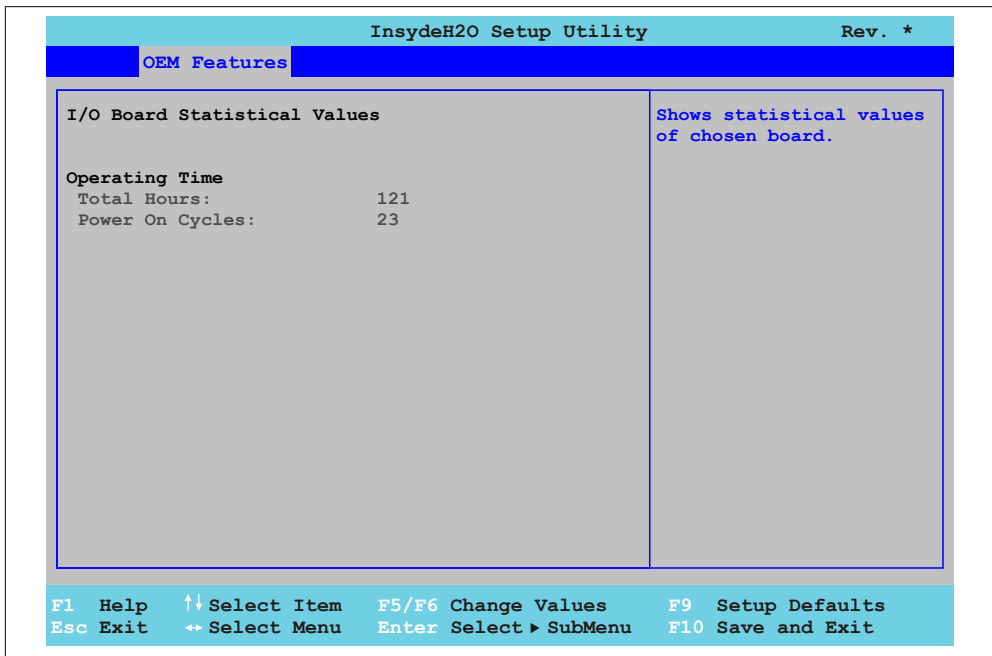 InsydeH2O Setup Utility Rev. *
OEM Features
I/O Board Statistical Values
Operating Time
Total Hours: 121
Power On Cycles: 23
Shows statistical values
of chosen board.
F1 Help ↑↓ Select Item F5/F6 Change Values F9 Setup Defaults
Esc Exit ↔ Select Menu Enter Select ▶ SubMenu F10 Save and Exit